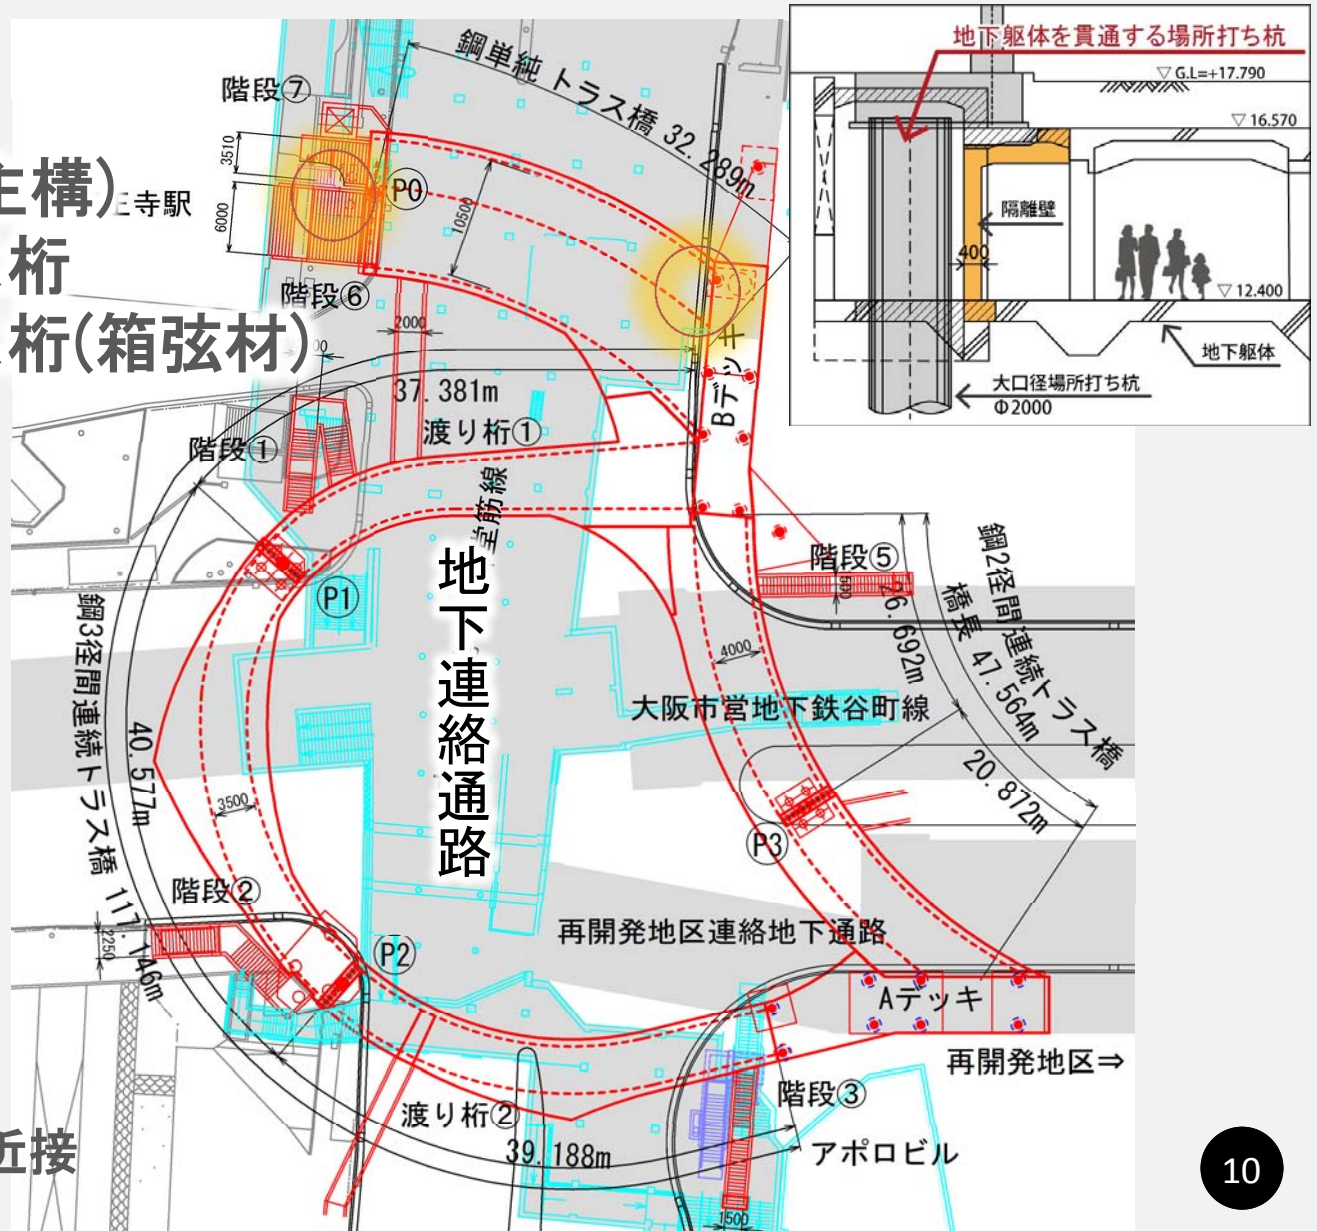 主構)
桁
桁(箱弦材)
近接
王寺駅
階段⑦
鋼単純トラス橋 32.289m
3510
6000
P0
10500
階段⑥
2000
37.381m
渡り桁①
階段①
Bデッキ
堂筋線
地下連絡通路
P1
階段⑤
1500
鋼2径間連続トラス橋
橋長 47.564m
26.692m
20.872m
4000
大阪市営地下鉄谷町線
鋼3径間連続トラス橋 117.146m
40.577m
3500
P3
階段②
2250
P2
再開発地区連絡地下通路
Aデッキ
再開発地区⇒
階段③
渡り桁②
39.188m
アポロビル
1500
地下躯体を貫通する場所打ち杭
▽ G.L=+17.790
▽ 16.570
隔離壁
400
▽ 12.400
地下躯体
大口径場所打ち杭
Φ2000
10